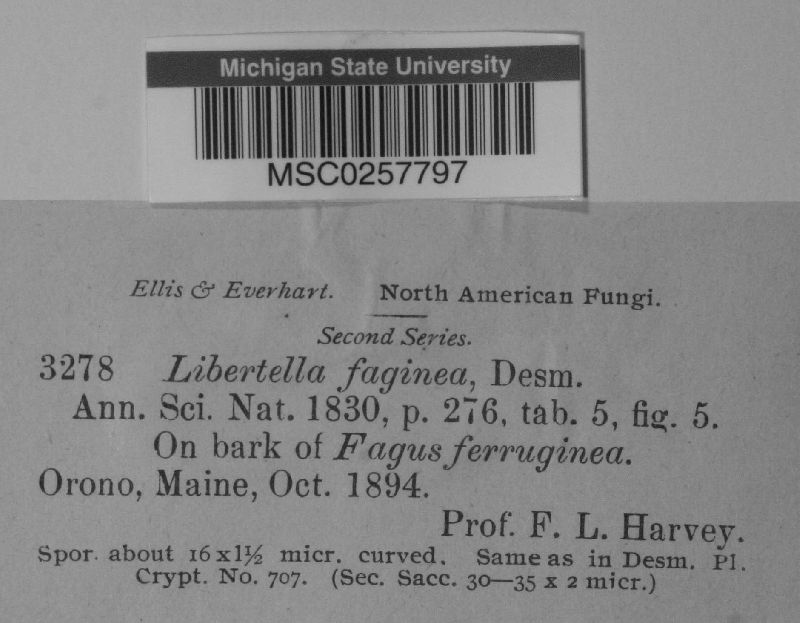 Michigan State University
MSC0257797
Ellis & Everhart. North American Fungi.
Second Series.
3278 Libertella faginea, Desm.
Ann. Sci. Nat. 1830, p. 276, tab. 5, fig. 5.
On bark of Fagus ferruginea.
Orono, Maine, Oct. 1894.
Prof. F. L. Harvey.
Spor. about 16 x 1½ micr. curved. Same as in Desm. Pl.
Crypt. No. 707. (Sec. Sacc. 30—35 x 2 micr.)